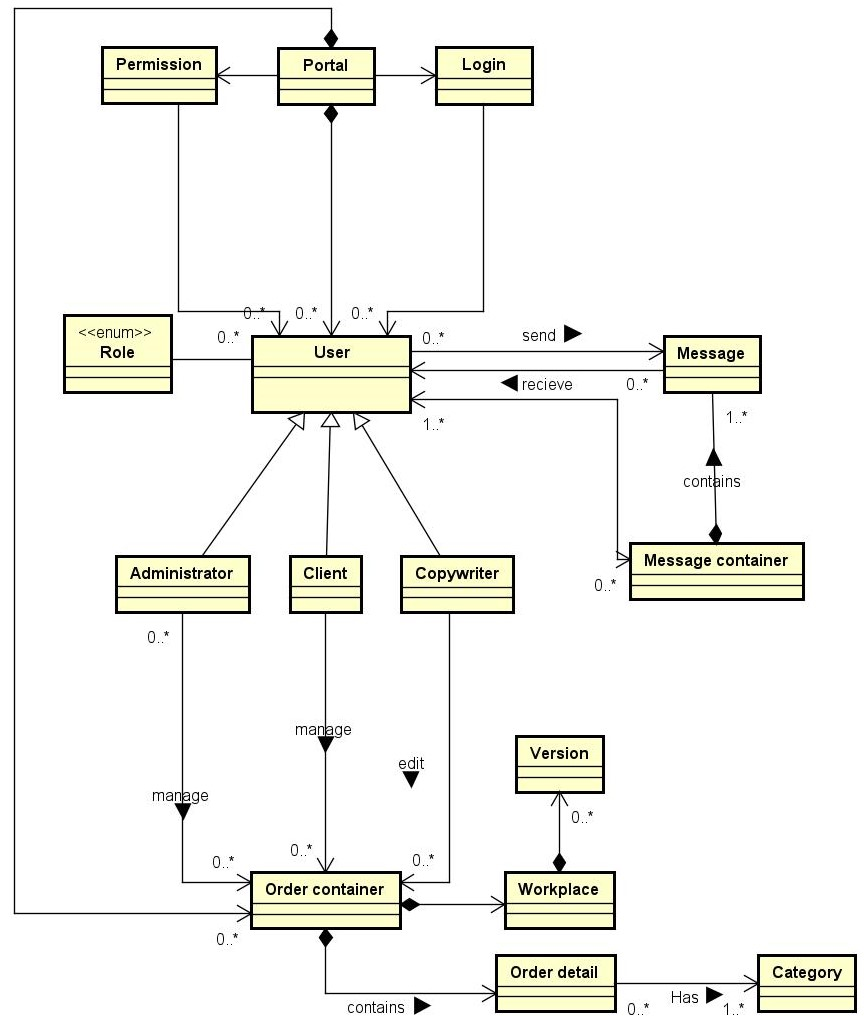 Permission
Portal
Login
0..*
0..*
0..*
<<enum>>
Role
0..*
User
0..*
send
Message
recieve
0..*
1..*
1..*
contains
Administrator
Client
Copywriter
Message container
0..*
0..*
manage
edit
Version
manage
0..*
0..*
0..*
0..*
Order container
Workplace
0..*
Order detail
Category
contains
0..*
Has
1..*